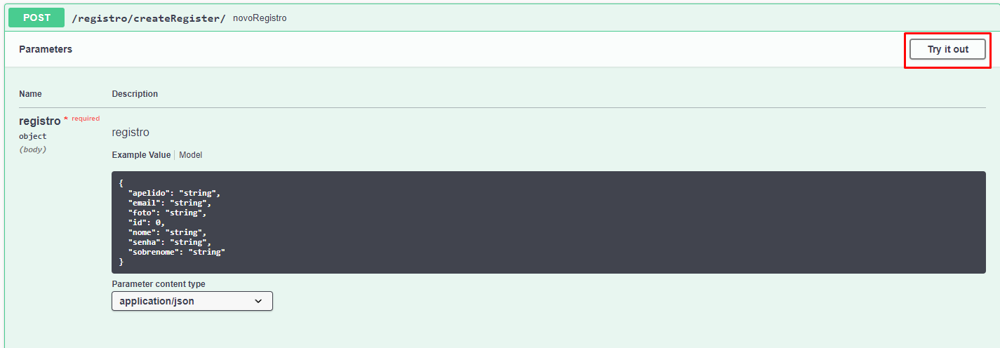 POST /registro/createRegister/ novoRegistro
Parameters Try it out
Name Description
registro * required
object
(body)
registro
Example Value Model
{
"apelido": "string",
"email": "string",
"foto": "string",
"id": 0,
"nome": "string",
"senha": "string",
"sobrenome": "string"
}
Parameter content type
application/json